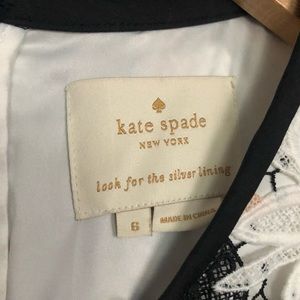 kate spade
NEW YORK
look for the silver lining
6
MADE IN CHINA